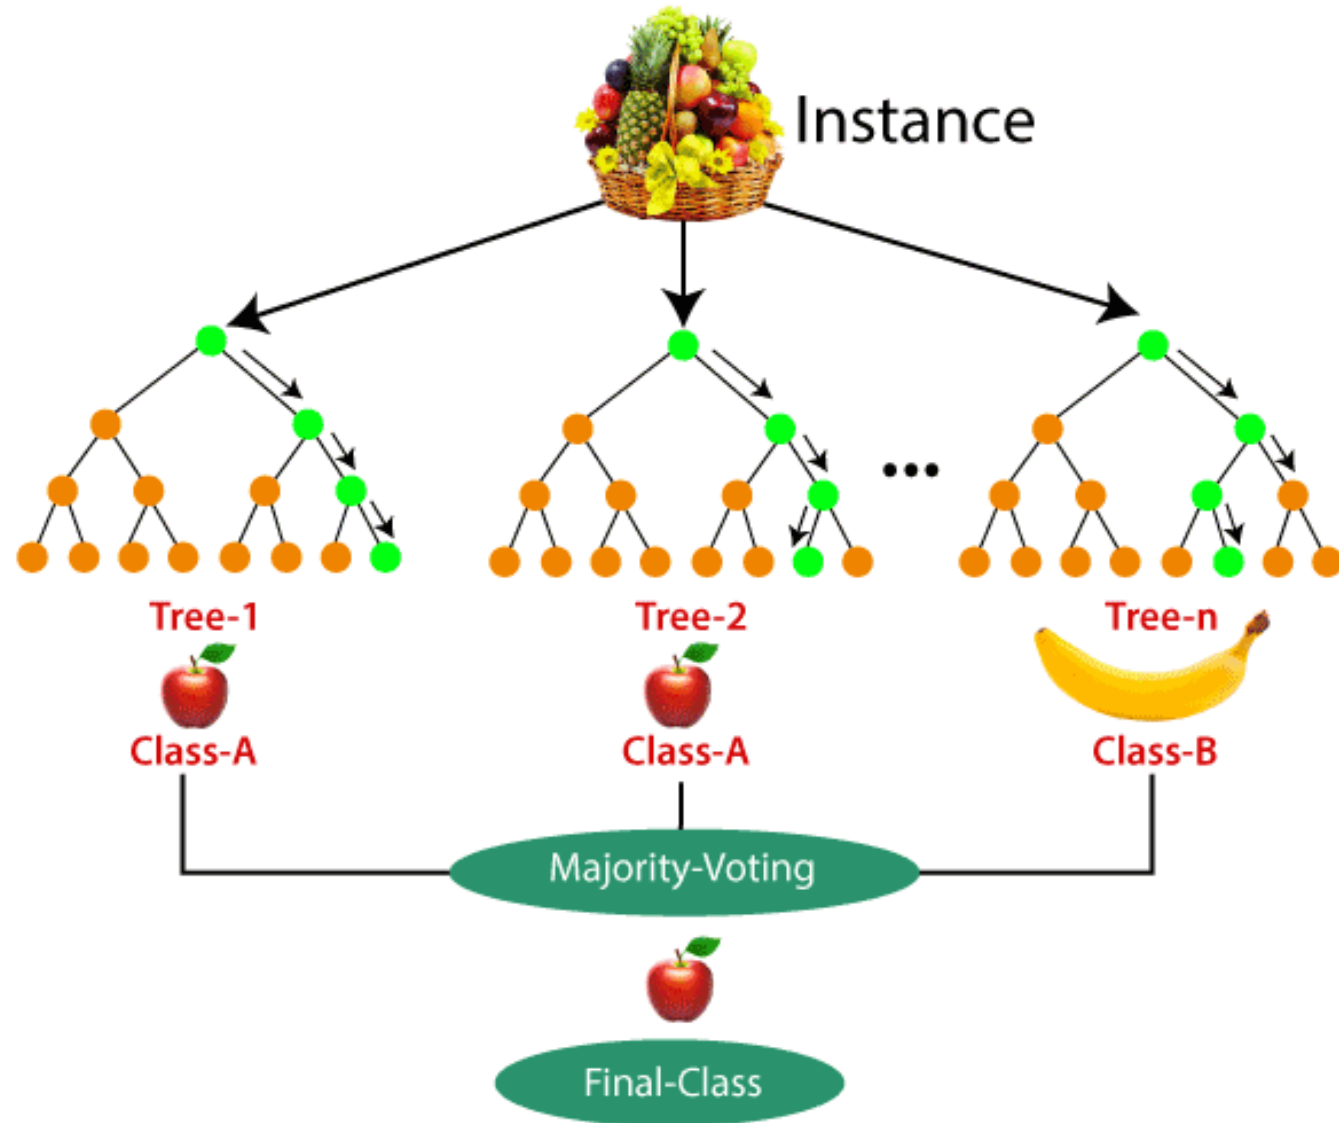 Instance
...
Tree-1
Tree-2
Tree-n
Class-A
Class-A
Class-B
Majority-Voting
Final-Class